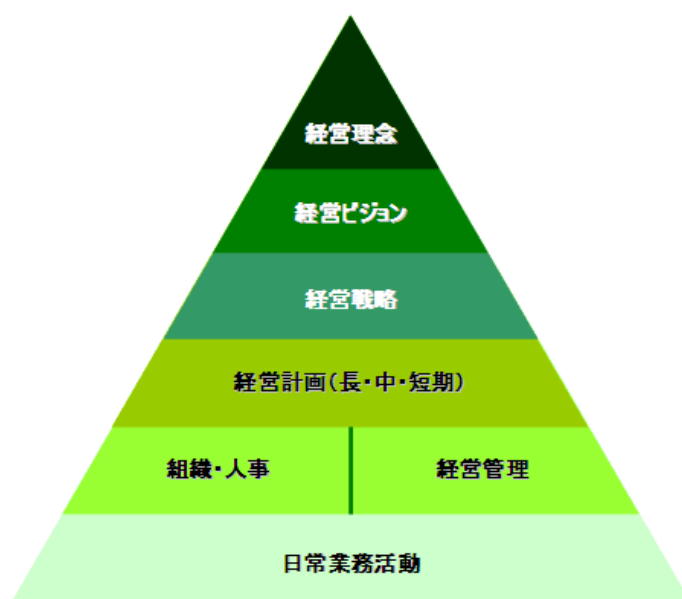 経営理念
経営ビジョン
経営戦略
経営計画(長・中・短期)
組織・人事
経営管理
日常業務活動